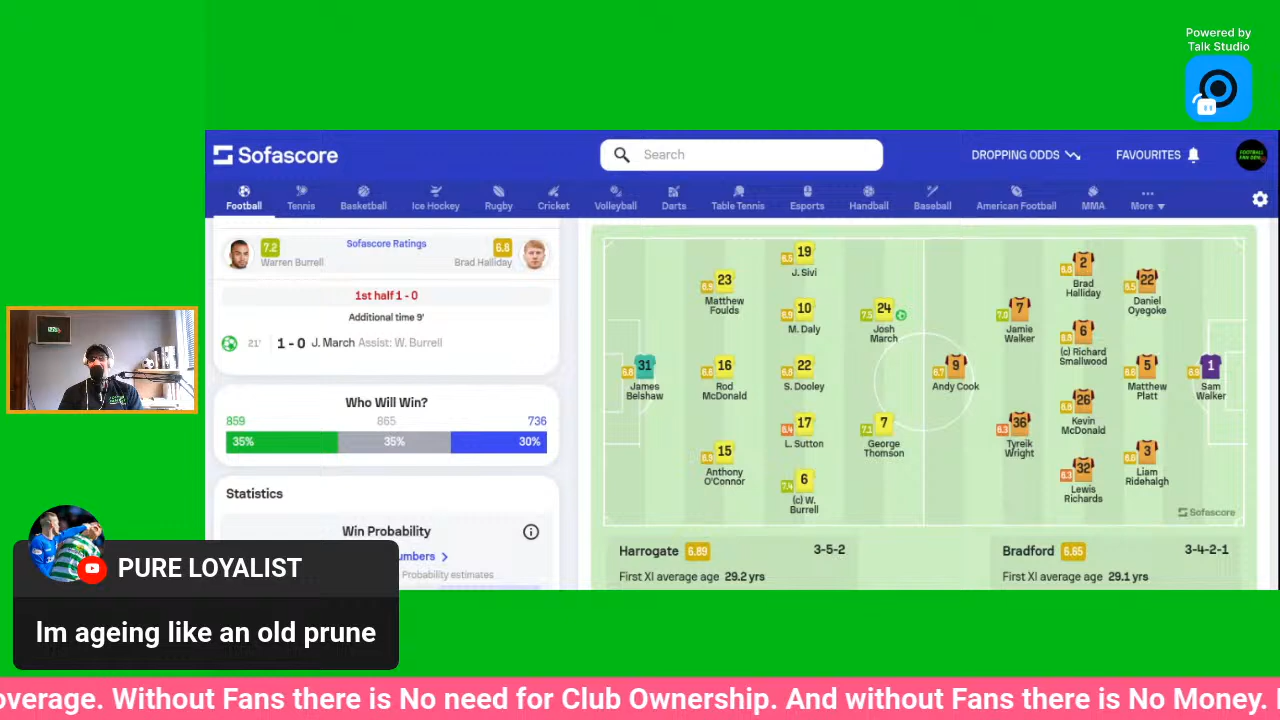 Powered by
Talk Studio
Sofascore
Search
DROPPING ODDS
FAVOURITES
Football
Tennis
Basketball
Ice Hockey
Rugby
Cricket
Volleyball
Darts
Table Tennis
Esports
Handball
Baseball
American Football
MMA
More
7.2
Warren Burrell
Sofascore Ratings
6.8
Brad Halliday
1st half 1 - 0
Additional time 9'
21' 1 - 0 J. March Assist: W. Burrell
Who Will Win?
859 865 736
35% 35% 30%
Statistics
Win Probability
umbers
Probability estimates
31
James
Belshaw
23
Matthew
Foulds
16
Rod
McDonald
15
Anthony
O'Connor
19
J. Sivi
10
M. Daly
22
S. Dooley
17
L. Sutton
6
(c) W.
Burrell
24
Josh
March
7
George
Thomson
9
Andy Cook
7
Jamie
Walker
36
Tyreik
Wright
2
Brad
Halliday
6
(c) Richard
Smallwood
26
Kevin
McDonald
32
Lewis
Richards
22
Daniel
Oyegoke
5
Matthew
Platt
3
Liam
Ridehalgh
1
Sam
Walker
Sofascore
Harrogate 6.89 3-5-2
First XI average age 29.2 yrs
Bradford 6.65 3-4-2-1
First XI average age 29.1 yrs
PURE LOYALIST
Im ageing like an old prune
overage. Without Fans there is No need for Club Ownership. And without Fans there is No Money.